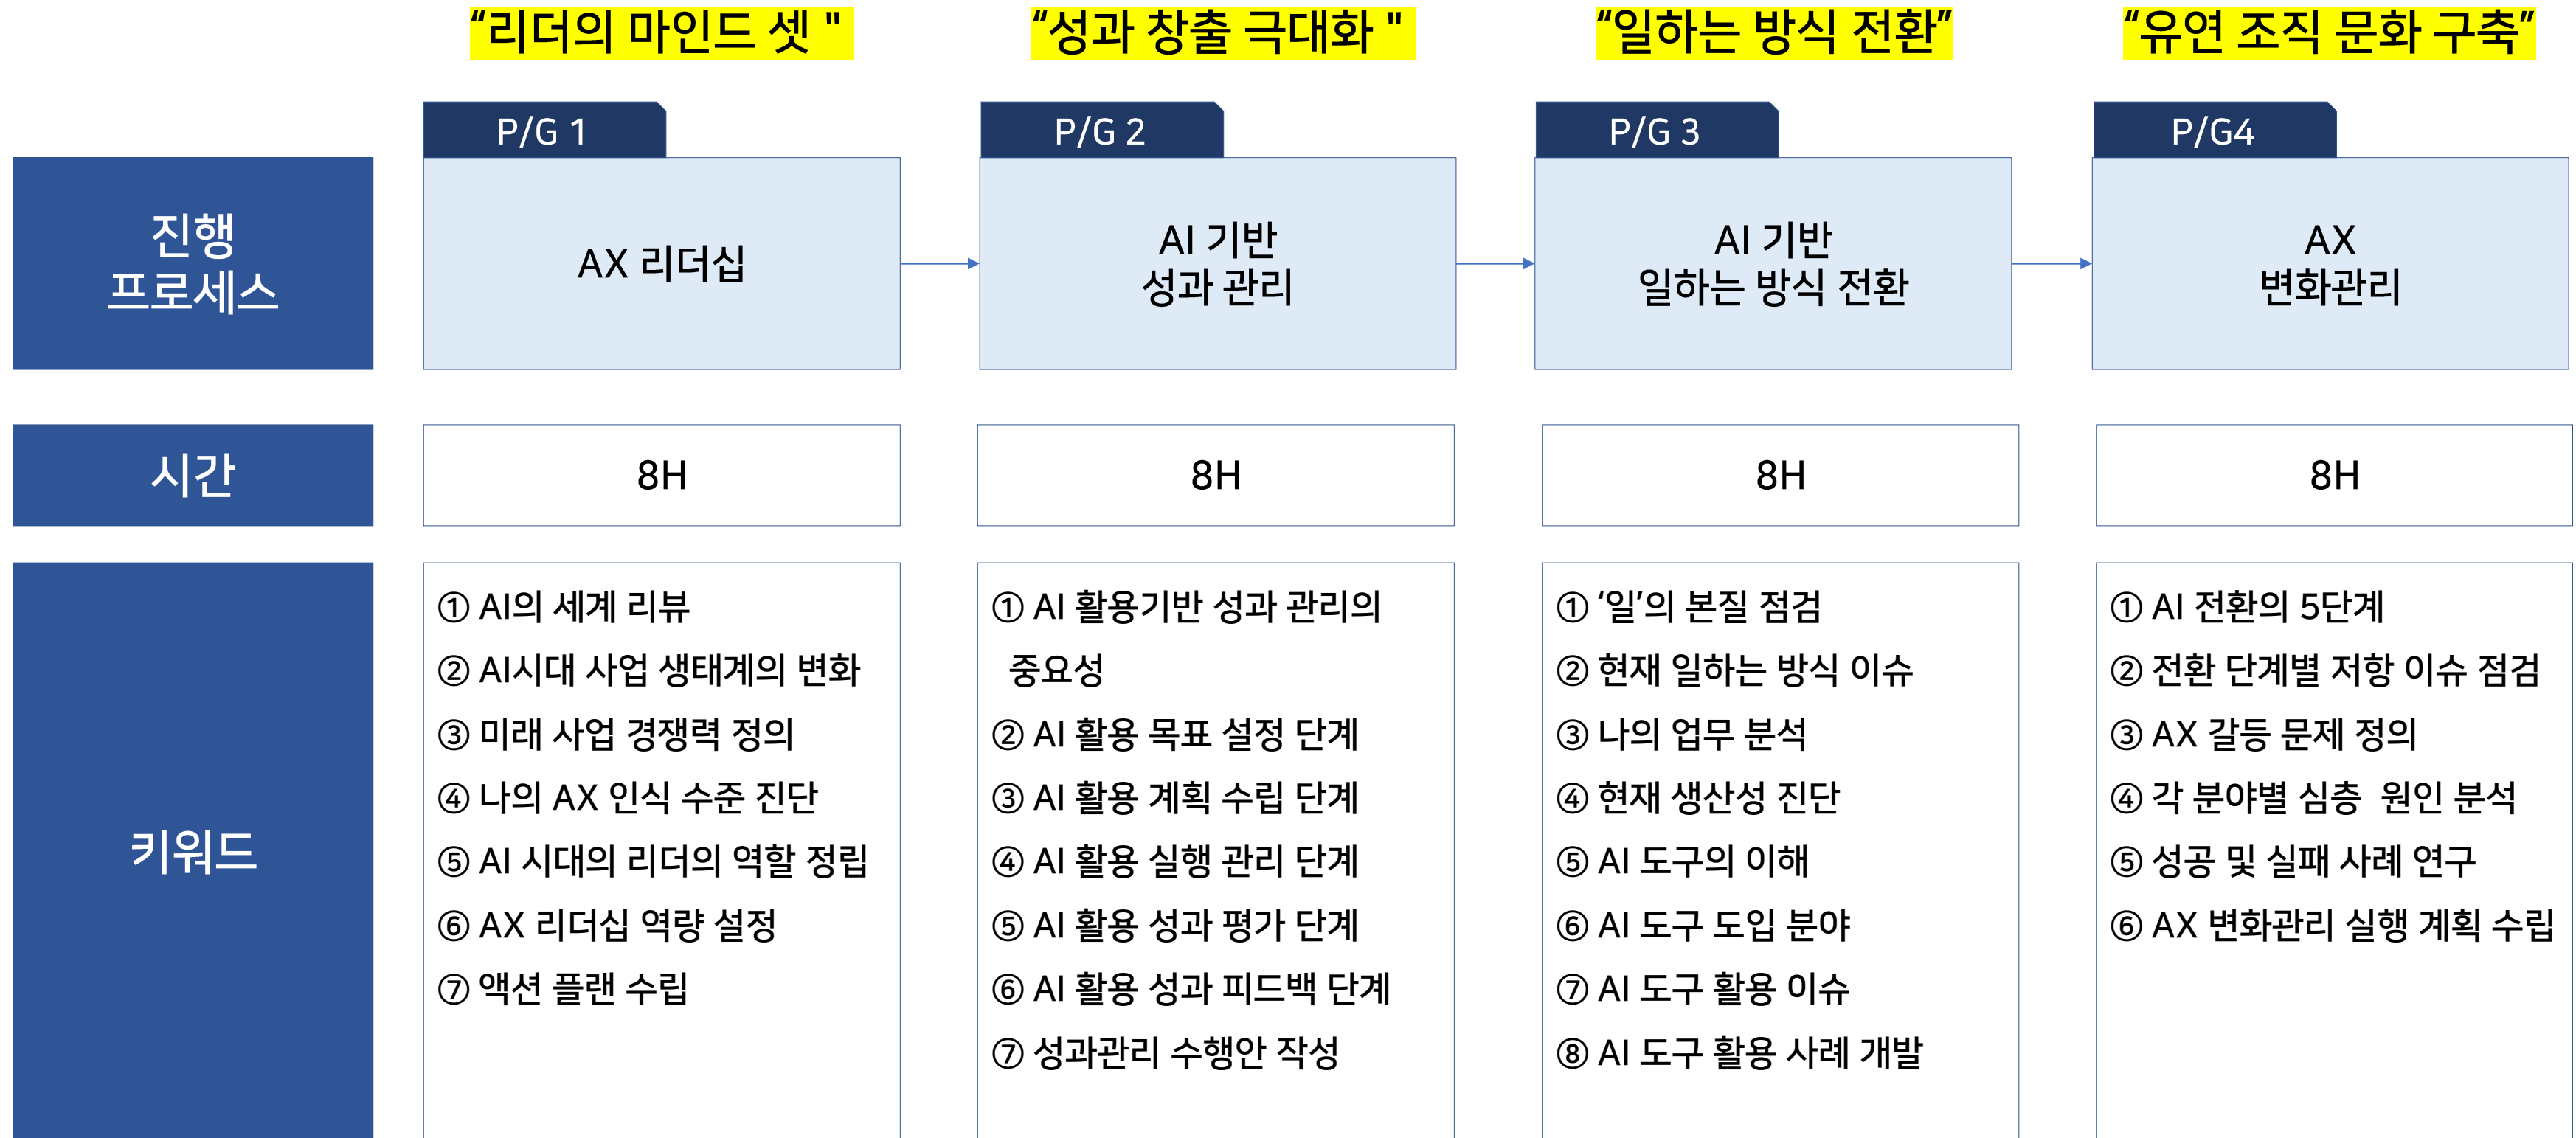 “리더의 마인드 셋 "
“성과 창출 극대화 "
“일하는 방식 전환”
“유연 조직 문화 구축”
P/G 1
P/G 2
P/G 3
P/G4
진행
프로세스
AX 리더십
AI 기반
성과 관리
AI 기반
일하는 방식 전환
AX
변화관리
시간
8H
8H
8H
8H
키워드
① AI의 세계 리뷰
② AI시대 사업 생태계의 변화
③ 미래 사업 경쟁력 정의
④ 나의 AX 인식 수준 진단
⑤ AI 시대의 리더의 역할 정립
⑥ AX 리더십 역량 설정
⑦ 액션 플랜 수립
① AI 활용기반 성과 관리의
중요성
② AI 활용 목표 설정 단계
③ AI 활용 계획 수립 단계
④ AI 활용 실행 관리 단계
⑤ AI 활용 성과 평가 단계
⑥ AI 활용 성과 피드백 단계
⑦ 성과관리 수행안 작성
① ‘일’의 본질 점검
② 현재 일하는 방식 이슈
③ 나의 업무 분석
④ 현재 생산성 진단
⑤ AI 도구의 이해
⑥ AI 도구 도입 분야
⑦ AI 도구 활용 이슈
⑧ AI 도구 활용 사례 개발
① AI 전환의 5단계
② 전환 단계별 저항 이슈 점검
③ AX 갈등 문제 정의
④ 각 분야별 심층  원인 분석
⑤ 성공 및 실패 사례 연구
⑥ AX 변화관리 실행 계획 수립